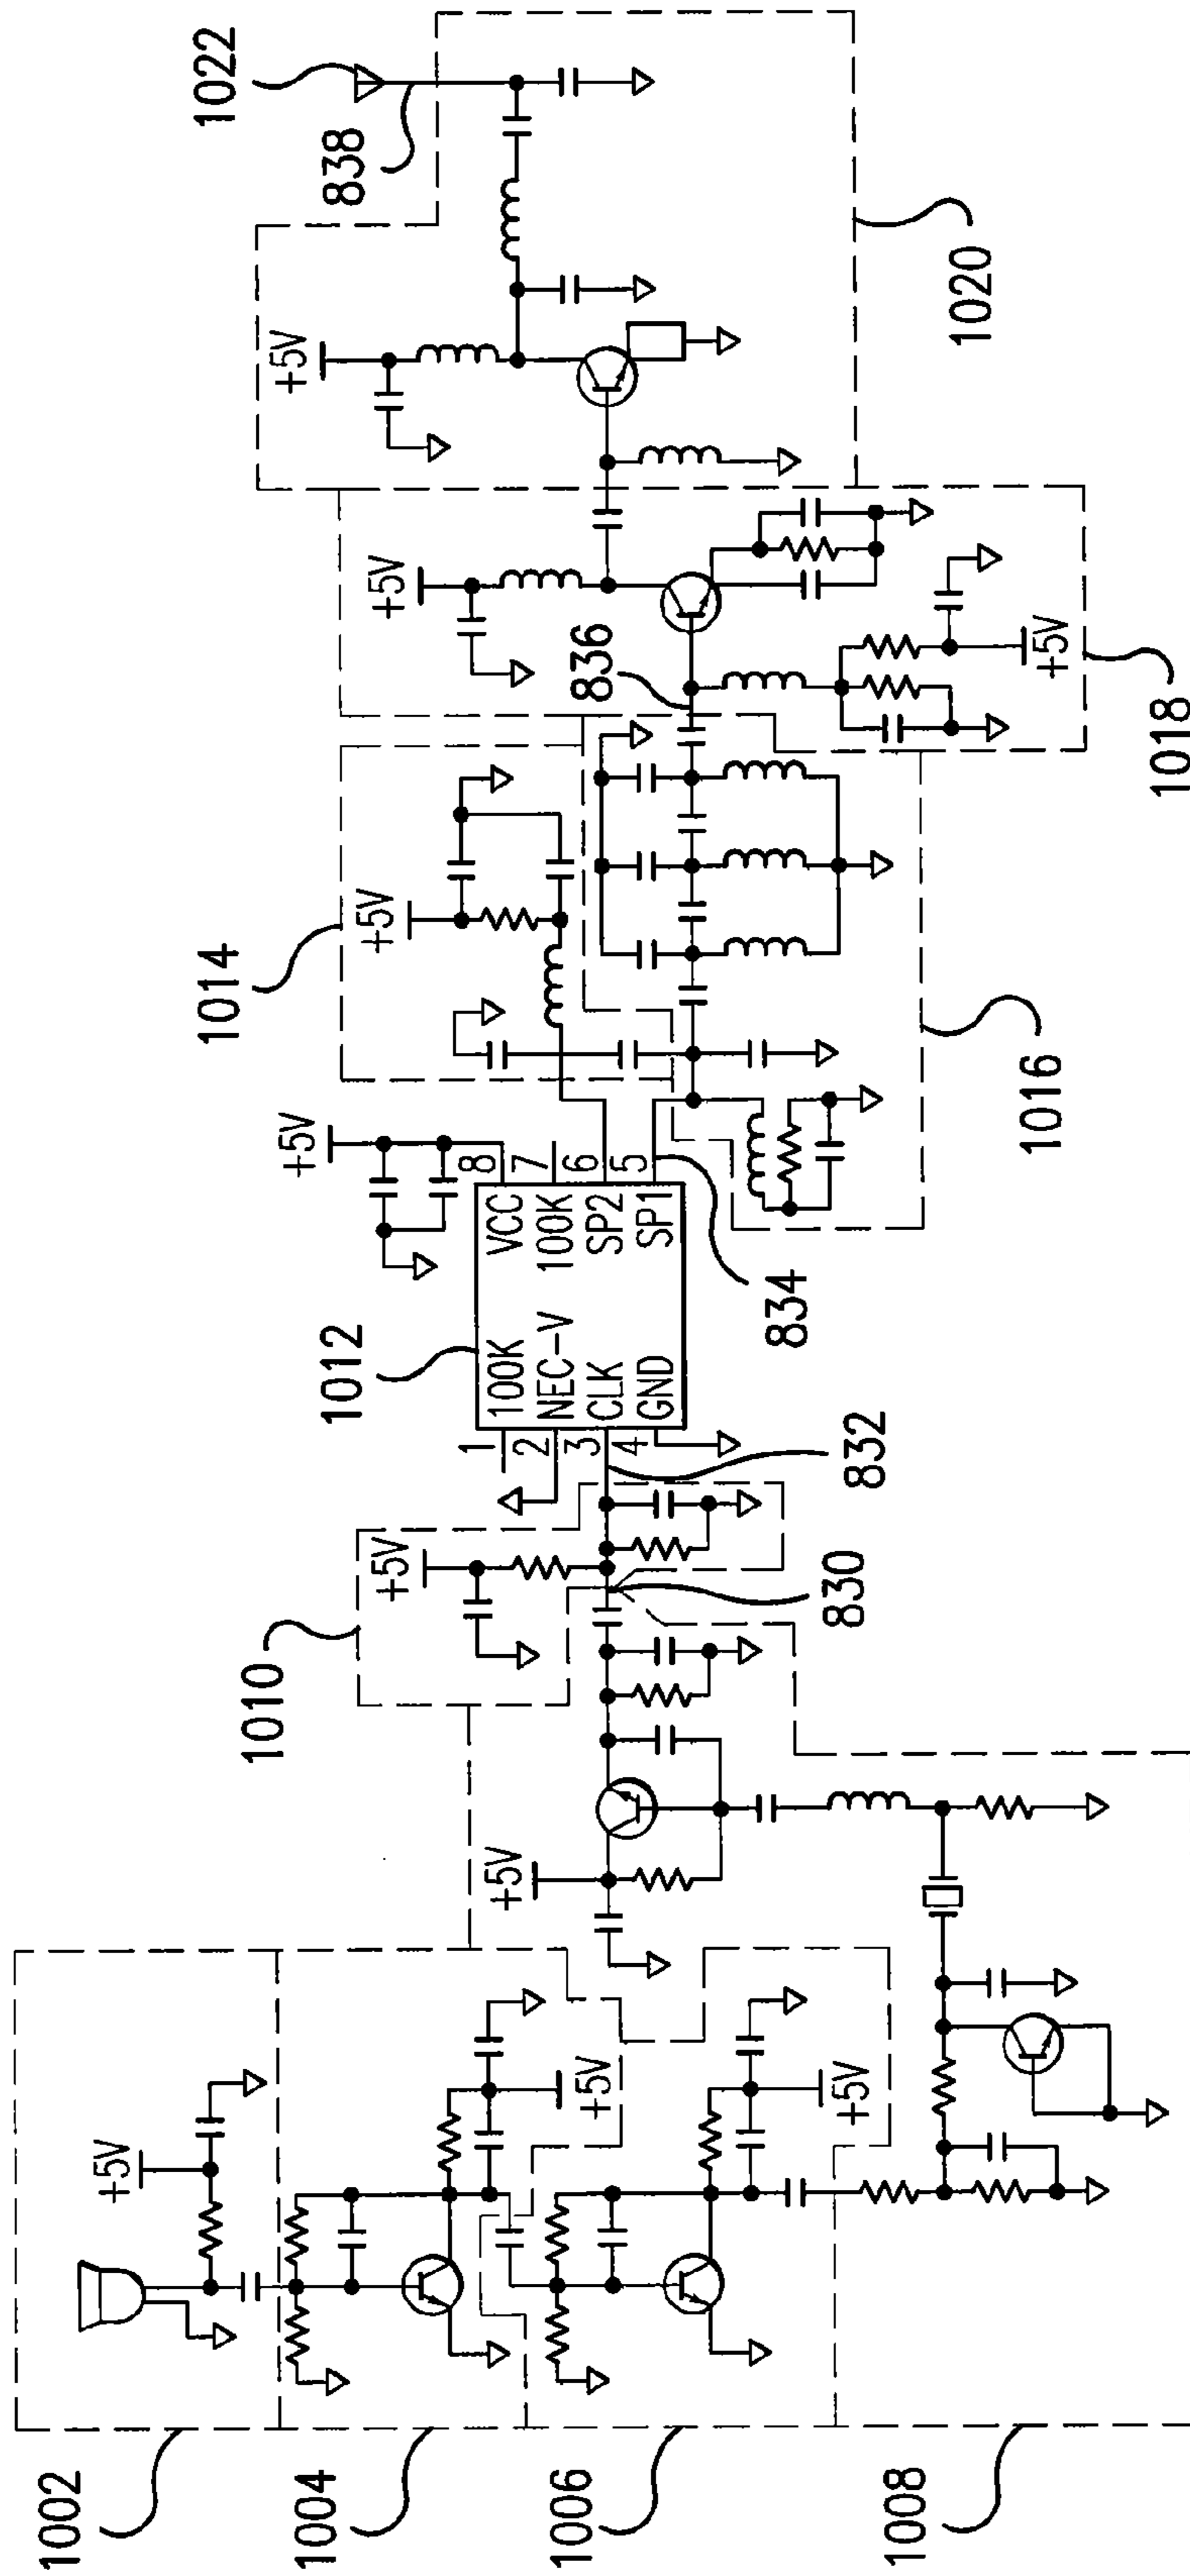 1002
1004
1006
1008
+5V
+5V
+5V
+5V
1010
+5V
830
832
1012
1
2
3
4
100K
NEC-V
CLK
GND
VCC
100K
SP2
SP1
8
7
6
5
+5V
834
1014
+5V
1016
836
+5V
+5V
1018
+5V
1020
838
1022